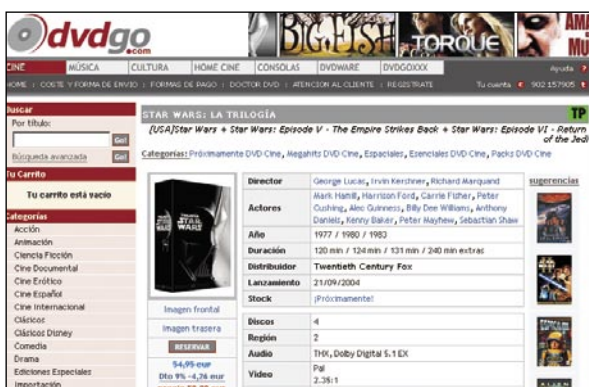 dvdgo
.com
BIG FISH
TORQUE
CINE
MÚSICA
CULTURA
HOME CINE
CONSOLAS
DVDWARE
DVDGOXXX
Ayuda
HOME | COSTE Y FORMA DE ENVIO | FORMAS DE PAGO | DOCTOR DVD | ATENCION AL CLIENTE | REGISTRATE
Tu cuenta
902 157905
Buscar
Por título:
Go!
Búsqueda avanzada
Go!
Tu Carrito
Tu carrito está vacío
Categorías
Acción
Animación
Ciencia Ficción
Cine Documental
Cine Erótico
Cine Español
Cine Internacional
Clásicos
Clásicos Disney
Comedia
Drama
Ediciones Especiales
Importación
STAR WARS: LA TRILOGÍA
TP
(USA)Star Wars + Star Wars: Episode V - The Empire Strikes Back + Star Wars: Episode VI - Return
of the Jedi
Categorías: Próximamente DVD Cine, Megahits DVD Cine, Espaciales, Esenciales DVD Cine, Packs DVD Cine
STAR
WARS
Imagen frontal
Imagen trasera
RESERVAR
54,95 eur
Dto 9% -4,26 eur
Director
George Lucas, Irvin Kershner, Richard Marquand
Actores
Mark Hamill, Harrison Ford, Carrie Fisher, Peter
Cushing, Alec Guinness, Billy Dee Williams, Anthony
Daniels, Kenny Baker, Peter Mayhew, Sebastian Shaw
Año
1977 / 1980 / 1983
Duración
120 min / 124 min / 131 min / 240 min extras
Distribuidor
Twentieth Century Fox
Lanzamiento
21/09/2004
Stock
¡Próximamente!
Discos
4
Región
2
Audio
THX, Dolby Digital 5.1 EX
Video
Pal
2.35:1
sugerencias